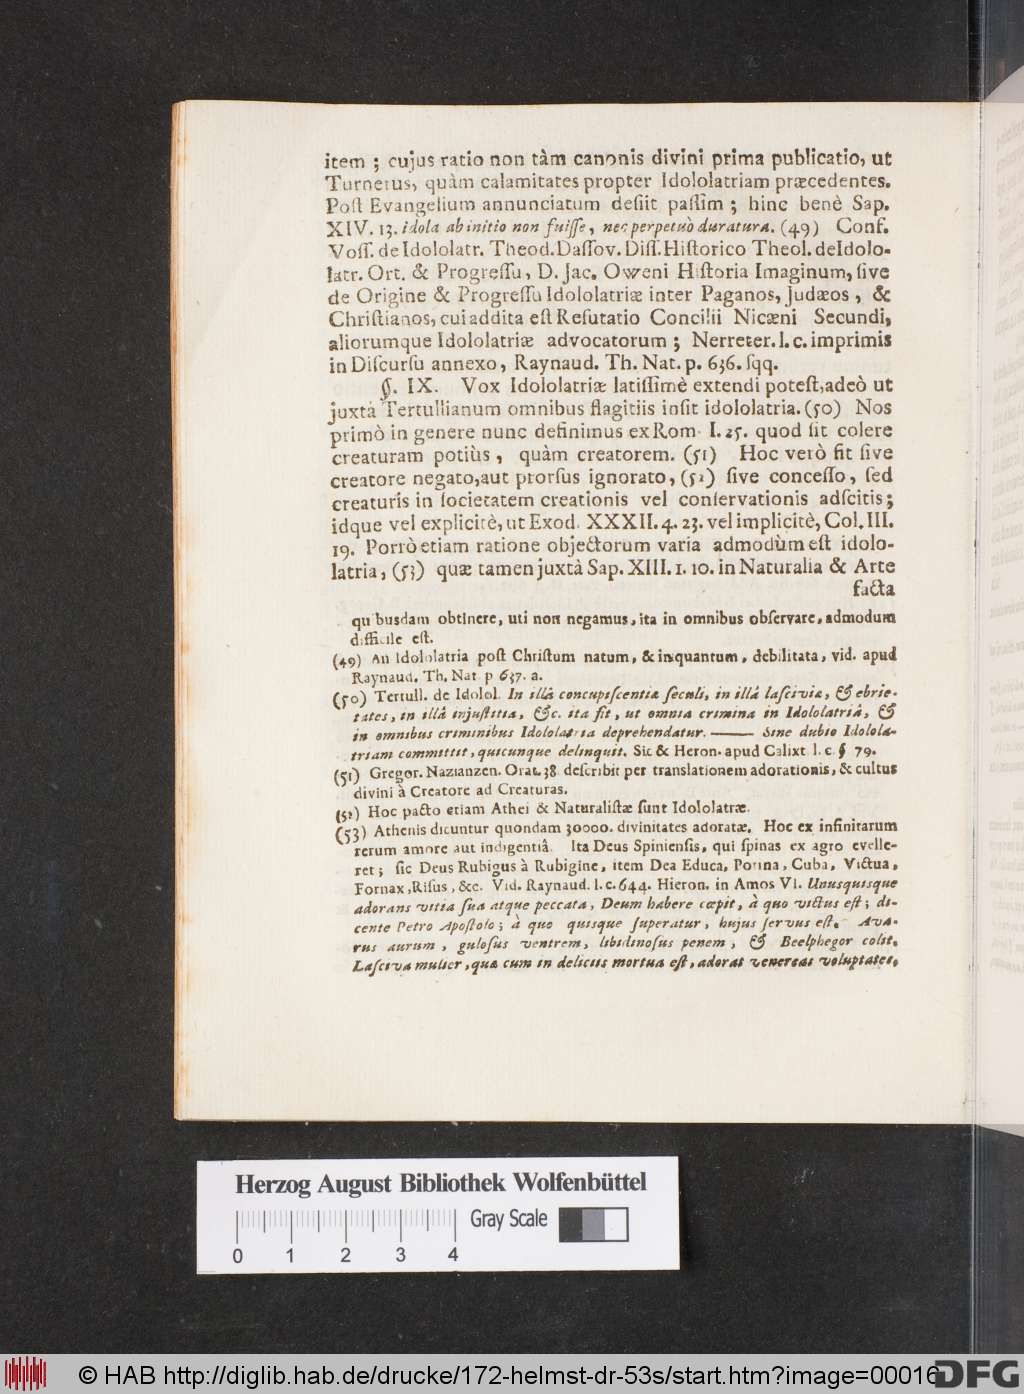 item ; cujus ratio non tàm canonis divini prima publicatio, ut
Turnerus, quàm calamitates propter Idololatriam præcedentes.
Poſt Evangelium annunciatum deſiit paſſim ; hinc benè Sap.
XIV. 13. idola ab initio non fuiſſe, nec perpetuò duratura. (49) Conf.
Voſſ. de Idololatr. Theod. Daſſov. Diſſ. Hiſtorico Theol. de Idolo-
latr. Ort. & Progreſſu, D. Jac. Oweni Hiſtoria Imaginum, ſive
de Origine & Progreſſu Idololatriæ inter Paganos, Judæos , &
Chriſtianos, cui addita eſt Refutatio Concilii Nicæni Secundi,
aliorumque Idololatriæ advocatorum ; Nerreter. l. c. imprimis
in Diſcurſu annexo, Raynaud. Th. Nat. p. 636. ſqq.
§. IX. Vox Idololatriæ latiſſimè extendi poteſt, adeò ut
juxtà Tertullianum omnibus flagitiis inſit idololatria. (50) Nos
primò in genere nunc definimus ex Rom. I. 25. quod ſit colere
creaturam potiùs , quàm creatorem. (51) Hoc verò fit ſive
creatore negato, aut prorſus ignorato, (52) ſive conceſſo, ſed
creaturis in ſocietatem creationis vel conſervationis adſcitis ;
idque vel explicitè, ut Exod. XXXII. 4. 23. vel implicitè, Col. III.
19. Porrò etiam ratione objectorum varia admodùm eſt idolo-
latria, (53) quæ tamen juxtà Sap. XIII. 1. 10. in Naturalia & Arte
facta
quibusdam obtinere, uti non negamus, ita in omnibus obſervare, admodum
difficile eſt.
(49) An Idololatria poſt Chriſtum natum, & inquantum, debilitata, vid. apud
Raynaud. Th. Nat. p 637. a.
(50) Tertull. de Idolol. In illâ concupiſcentiæ ſeculi, in illâ laſciviæ, & ebrie-
tates, in illâ injuſtitia, &c. ita fit, ut omnia crimina in Idololatriâ, &
in omnibus criminibus Idololatria deprehendatur. —— Sine dubio Idolola-
triam committit, quicunque delinquit. Sic & Heron. apud Calixt. l. c. § 79.
(51) Gregor. Nazianzen. Orat. 38. deſcribit per translationem adorationis, & cultus
divini à Creatore ad Creaturas.
(52) Hoc pacto etiam Athei & Naturaliſtæ ſunt Idololatræ.
(53) Athenis dicuntur quondam 30000. divinitates adoratæ. Hoc ex infinitarum
rerum amore aut indigentiâ. Ita Deus Spinienſis, qui ſpinas ex agro evelle-
ret ; ſic Deus Rubigus à Rubigine, item Dea Educa, Potina, Cuba, Victua,
Fornax, Riſus, &c. Vid. Raynaud. l. c. 644. Hieron. in Amos VI. Unusquisque
adorans vitia ſua atque peccata, Deum habere cœpit, à quo victus eſt ; di-
cente Petro Apoſtolo ; à quo quisque ſuperatur, hujus ſervus eſt. Ava-
rus aurum, guloſus ventrem, libidinoſus penem, & Beelphegor colit.
Laſciva mulier, quæ cum in deliciis mortua eſt, adorat venereas voluptates.
Herzog August Bibliothek Wolfenbüttel
Gray Scale
0 1 2 3 4
© HAB http://diglib.hab.de/drucke/172-helmst-dr-53s/start.htm?image=00016
DFG